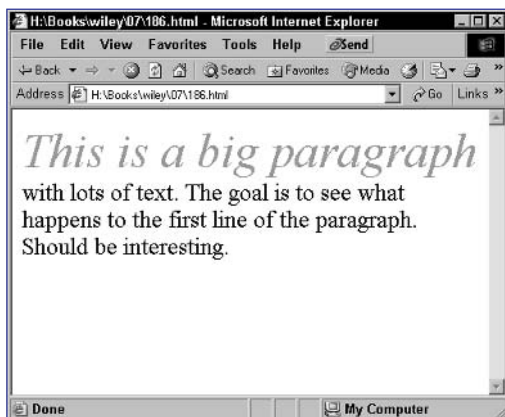 H:\Books\wiley\07\186.html - Microsoft Internet Explorer
File Edit View Favorites Tools Help Send
Back Search Favorites Media »
Address H:\Books\wiley\07\186.html Go Links »
This is a big paragraph
with lots of text. The goal is to see what
happens to the first line of the paragraph.
Should be interesting.
Done My Computer